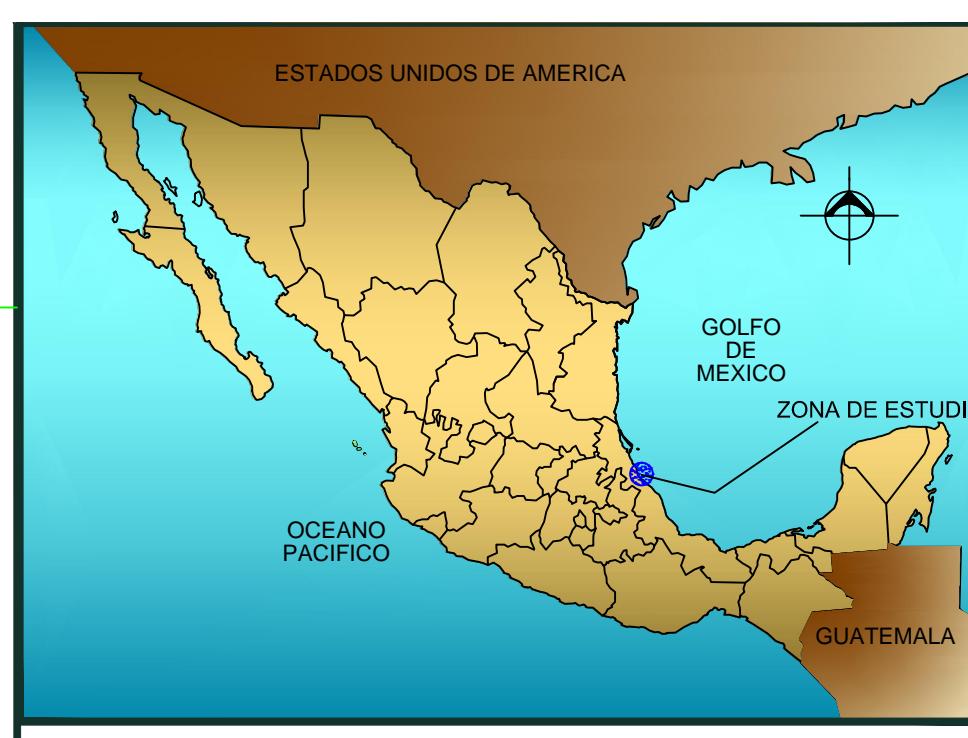 ESTADOS UNIDOS DE AMERICA
GOLFO
DE
MEXICO
ZONA DE ESTUDI
OCEANO
PACIFICO
GUATEMALA